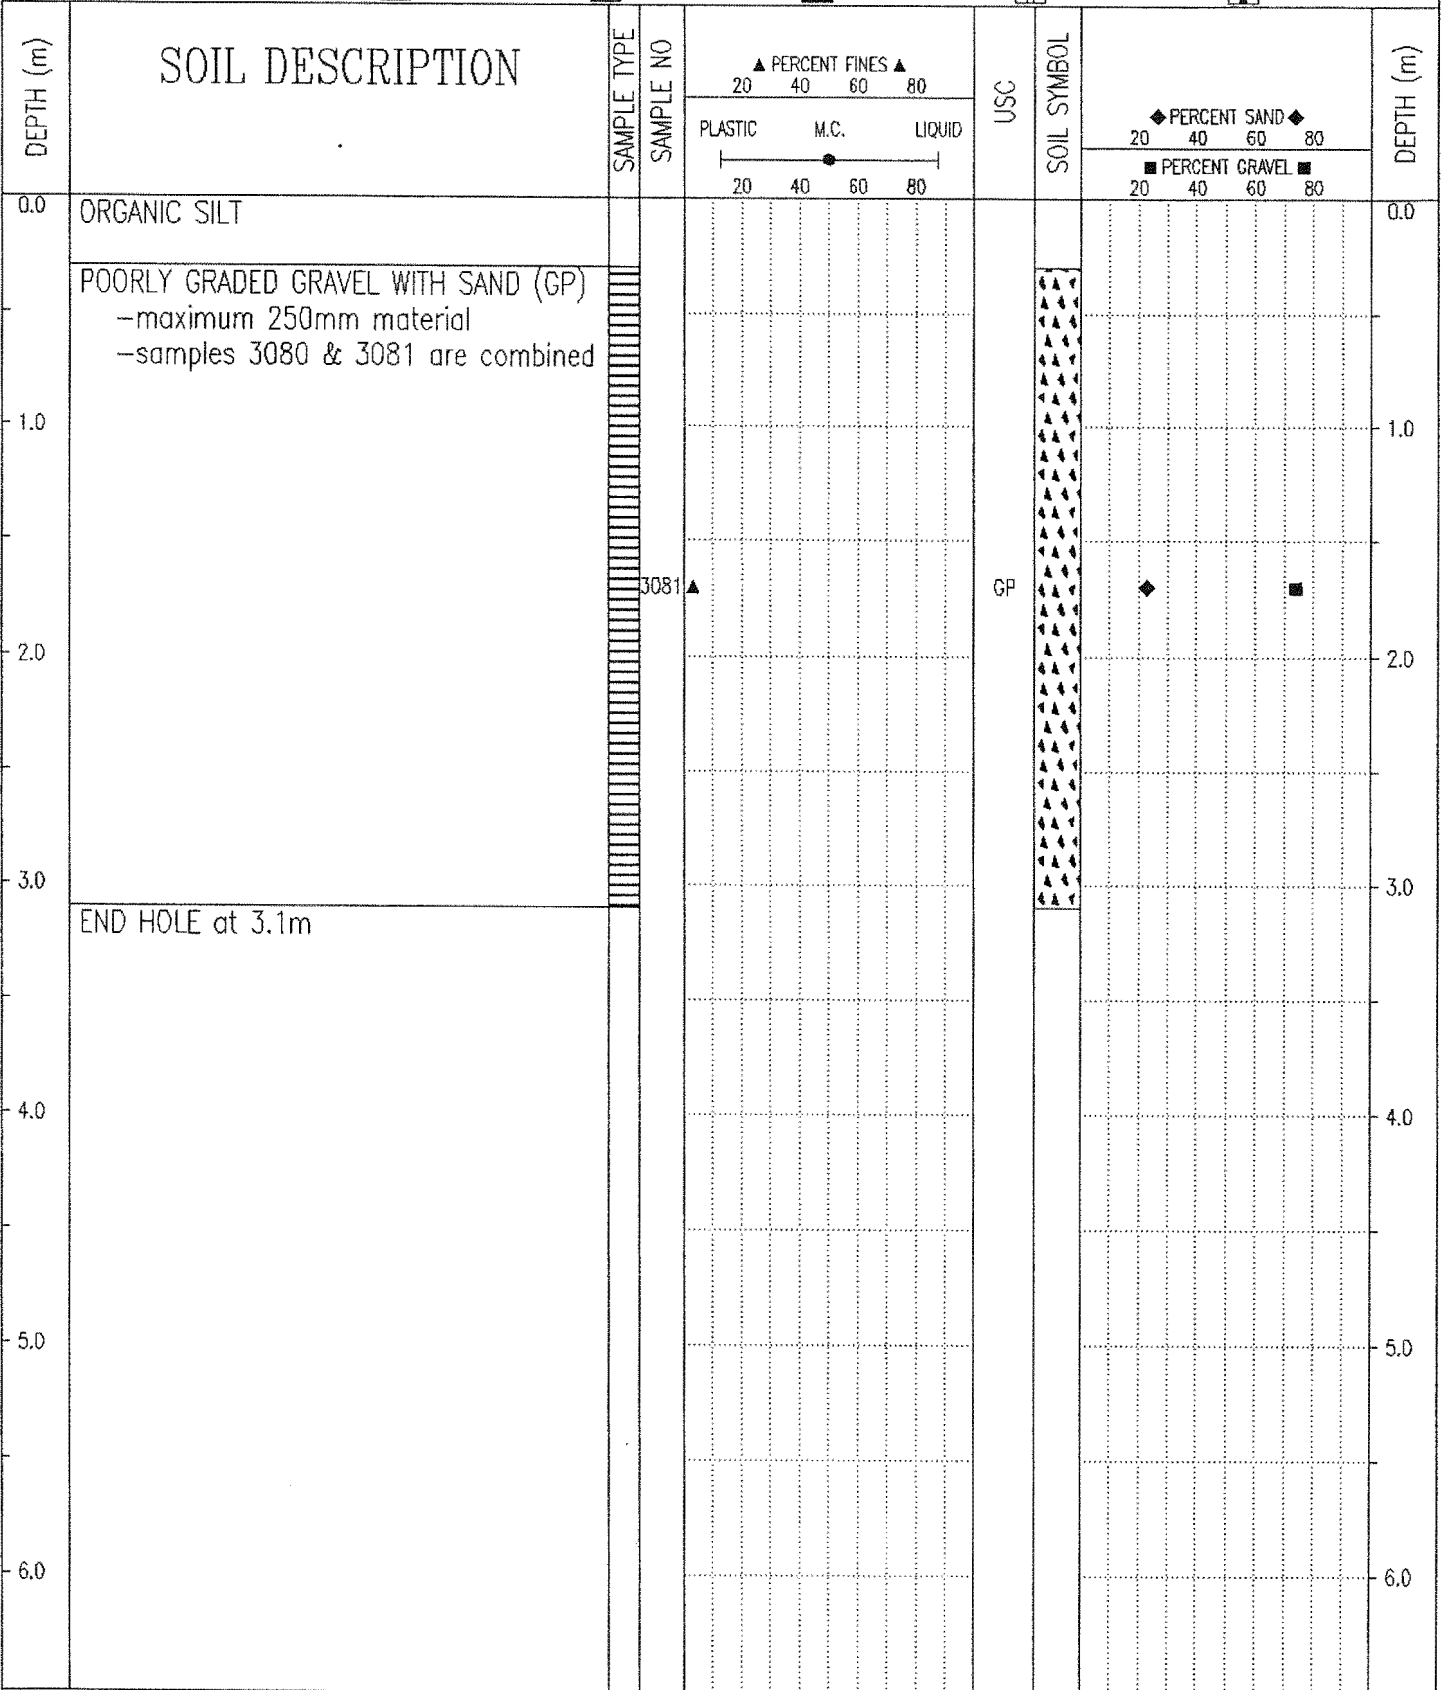 DEPTH (m)
SOIL DESCRIPTION
SAMPLE TYPE
SAMPLE NO
▲ PERCENT FINES ▲
20 40 60 80
PLASTIC M.C. LIQUID
20 40 60 80
USC
SOIL SYMBOL
◆ PERCENT SAND ◆
20 40 60 80
■ PERCENT GRAVEL ■
20 40 60 80
DEPTH (m)
0.0 ORGANIC SILT 0.0
POORLY GRADED GRAVEL WITH SAND (GP)
-maximum 250mm material
-samples 3080 & 3081 are combined
1.0 1.0
3081 GP
2.0 2.0
3.0 3.0
END HOLE at 3.1m
4.0 4.0
5.0 5.0
6.0 6.0